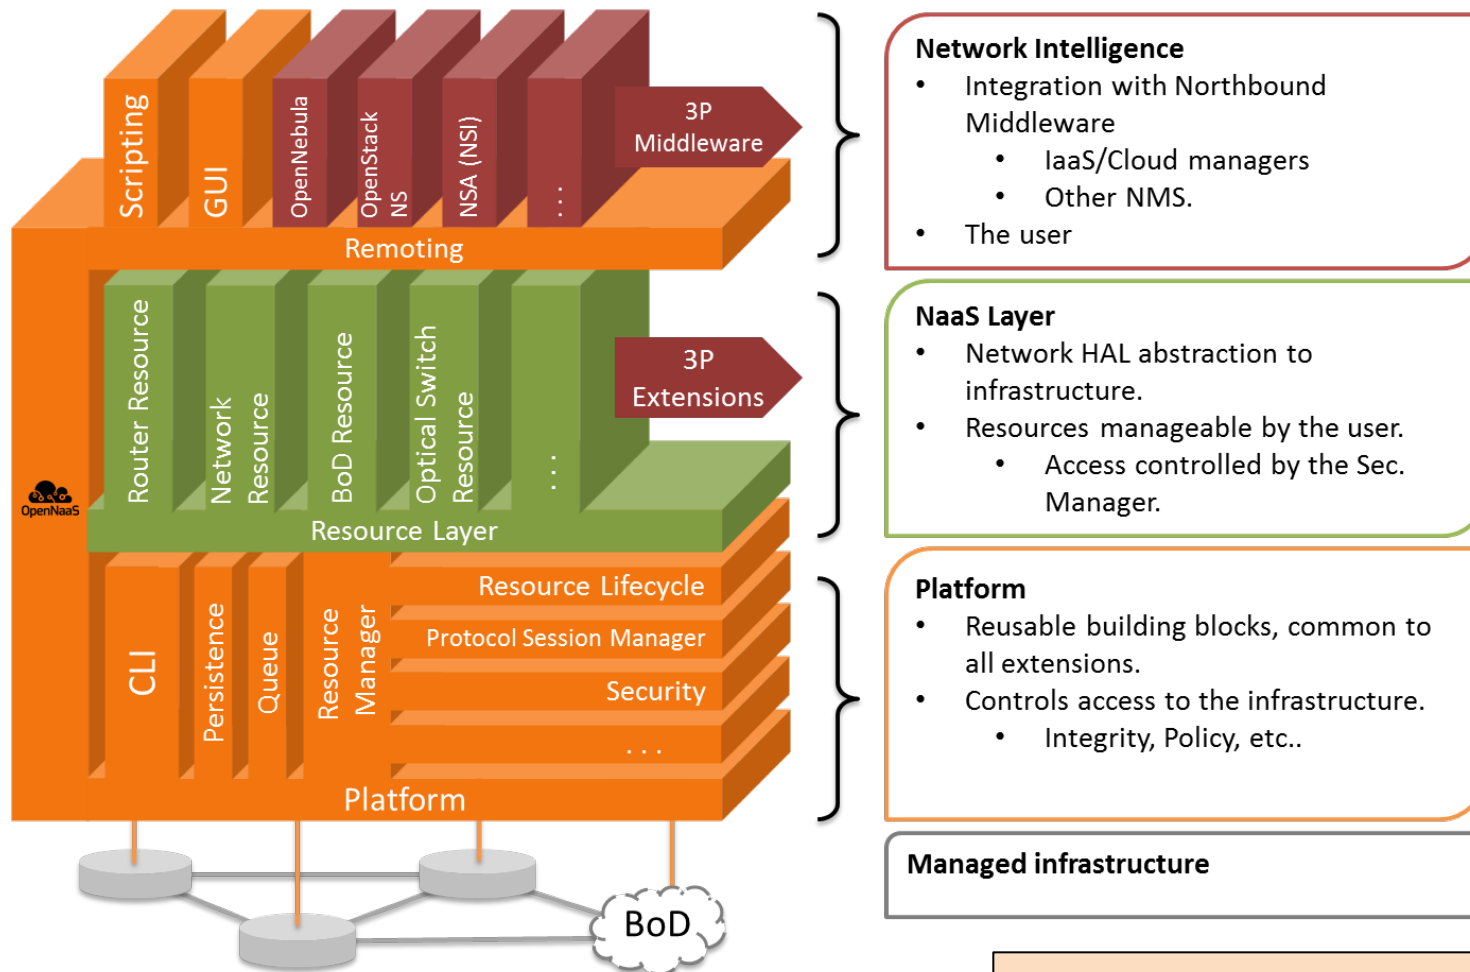 Scripting
GUI
OpenNebula
OpenStack
NS
NSA (NSI)
. . .
3P
Middleware
Remoting
Router Resource
Network
Resource
BoD Resource
Optical Switch
Resource
. . .
3P
Extensions
OpenNaaS
Resource Layer
CLI
Persistence
Queue
Resource
Manager
Resource Lifecycle
Protocol Session Manager
Security
. . .
Platform
BoD
Network Intelligence
• Integration with Northbound
Middleware
• IaaS/Cloud managers
• Other NMS.
• The user
NaaS Layer
• Network HAL abstraction to
infrastructure.
• Resources manageable by the user.
• Access controlled by the Sec.
Manager.
Platform
• Reusable building blocks, common to
all extensions.
• Controls access to the infrastructure.
• Integrity, Policy, etc..
Managed infrastructure